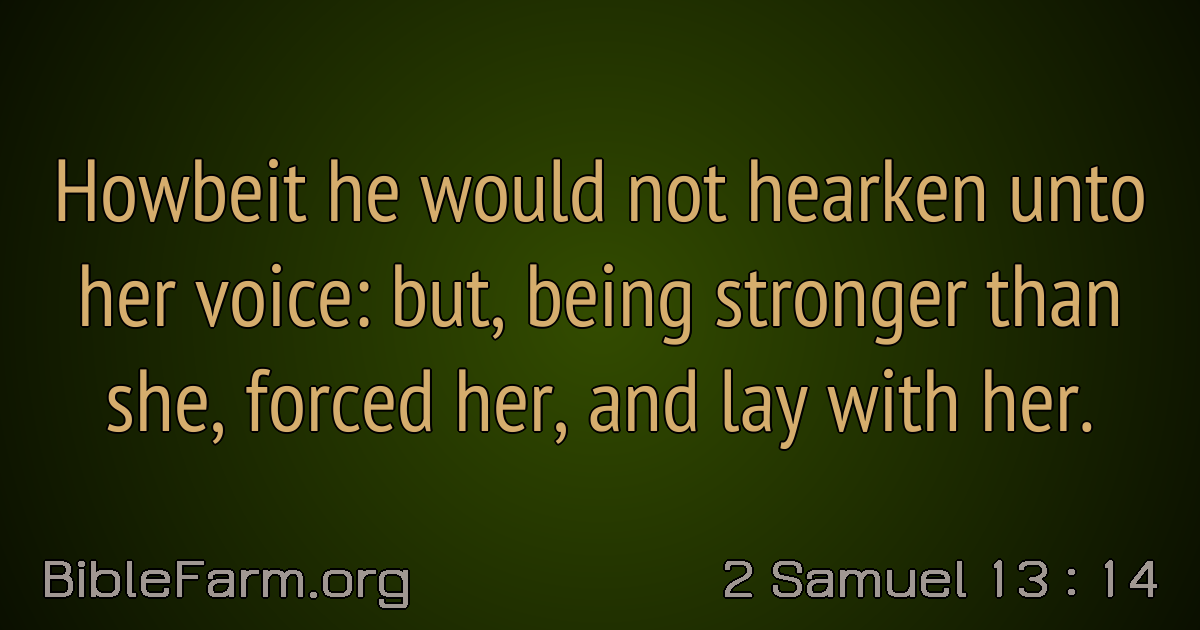 Howbeit he would not hearken unto
her voice: but, being stronger than
she, forced her, and lay with her.
BibleFarm.org 2 Samuel 13 : 14